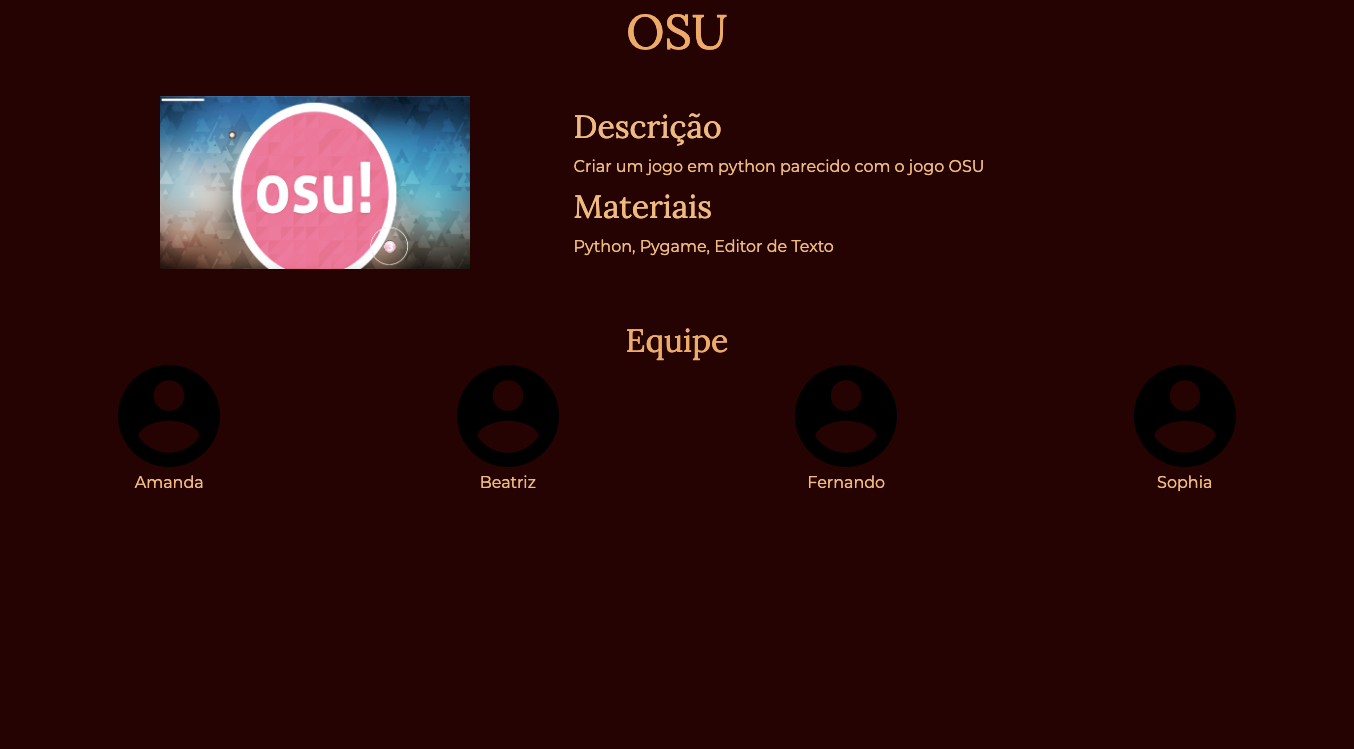 OSU
osu!
Descrição
Criar um jogo em python parecido com o jogo OSU
Materiais
Python, Pygame, Editor de Texto
Equipe
Amanda
Beatriz
Fernando
Sophia